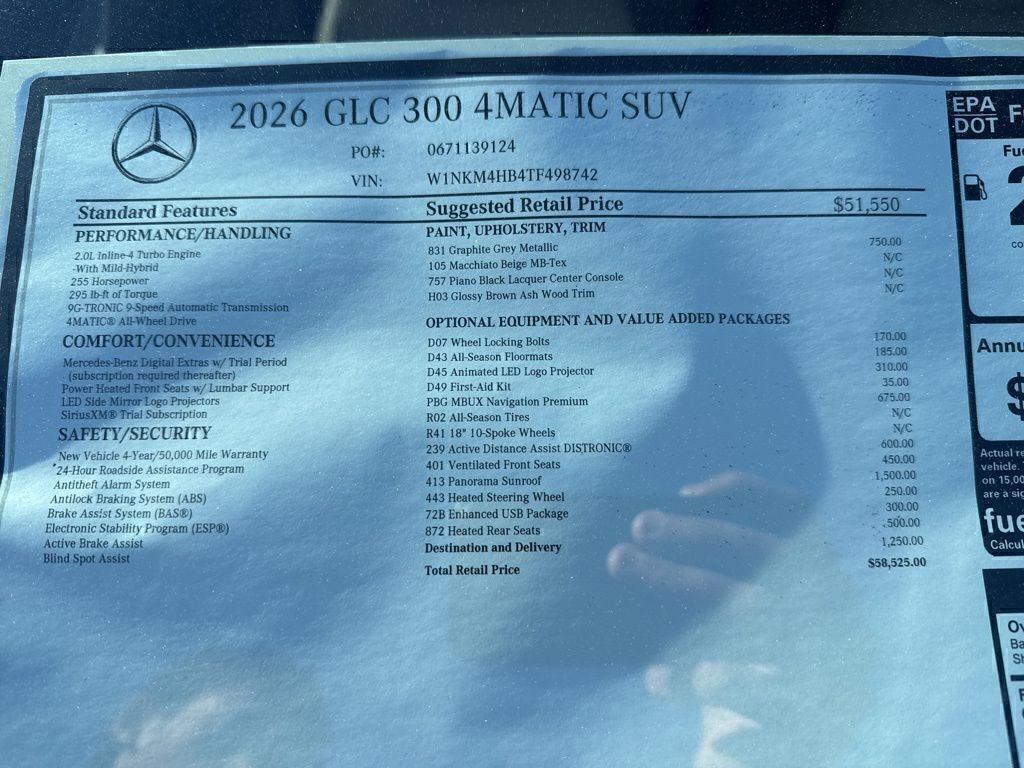 2026 GLC 300 4MATIC SUV
PO#: 0671139124
VIN: W1NKM4HB4TF498742
Standard Features
PERFORMANCE/HANDLING
2.0L Inline-4 Turbo Engine
-With Mild-Hybrid
255 Horsepower
295 lb-ft of Torque
9G-TRONIC 9-Speed Automatic Transmission
4MATIC® All-Wheel Drive
COMFORT/CONVENIENCE
Mercedes-Benz Digital Extras w/ Trial Period
(subscription required thereafter)
Power Heated Front Seats w/ Lumbar Support
LED Side Mirror Logo Projectors
SiriusXM® Trial Subscription
SAFETY/SECURITY
New Vehicle 4-Year/50,000 Mile Warranty
24-Hour Roadside Assistance Program
Antitheft Alarm System
Antilock Braking System (ABS)
Brake Assist System (BAS®)
Electronic Stability Program (ESP®)
Active Brake Assist
Blind Spot Assist
Suggested Retail Price $51,550
PAINT, UPHOLSTERY, TRIM
831 Graphite Grey Metallic 750.00
105 Macchiato Beige MB-Tex N/C
757 Piano Black Lacquer Center Console N/C
H03 Glossy Brown Ash Wood Trim N/C
OPTIONAL EQUIPMENT AND VALUE ADDED PACKAGES
D07 Wheel Locking Bolts 170.00
D43 All-Season Floormats 185.00
D45 Animated LED Logo Projector 310.00
D49 First-Aid Kit 35.00
PBG MBUX Navigation Premium 675.00
R02 All-Season Tires N/C
R41 18" 10-Spoke Wheels N/C
239 Active Distance Assist DISTRONIC® 600.00
401 Ventilated Front Seats 450.00
413 Panorama Sunroof 1,500.00
443 Heated Steering Wheel 250.00
72B Enhanced USB Package 300.00
872 Heated Rear Seats 500.00
Destination and Delivery 1,250.00
Total Retail Price $58,525.00
EPA
DOT
Fue
Annu
$
Actual re
vehicle.
on 15,00
are a sig
fue
Calcul